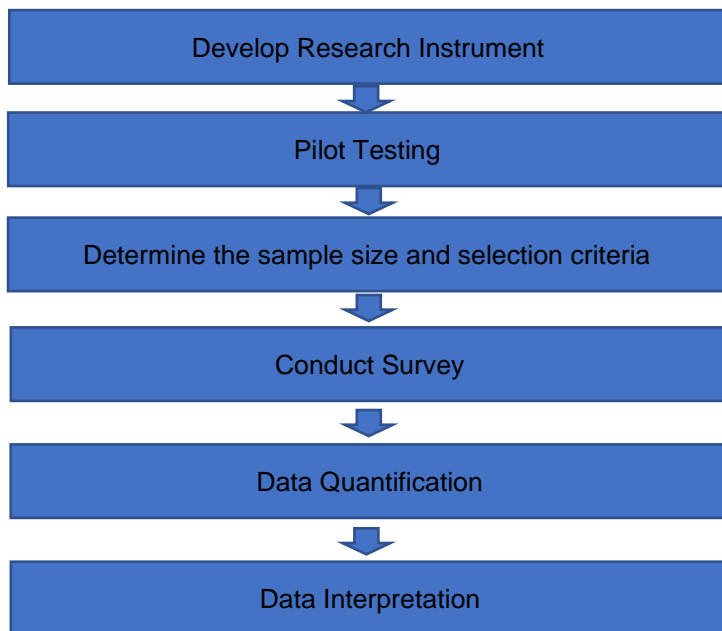 Develop Research Instrument
Pilot Testing
Determine the sample size and selection criteria
Conduct Survey
Data Quantification
Data Interpretation